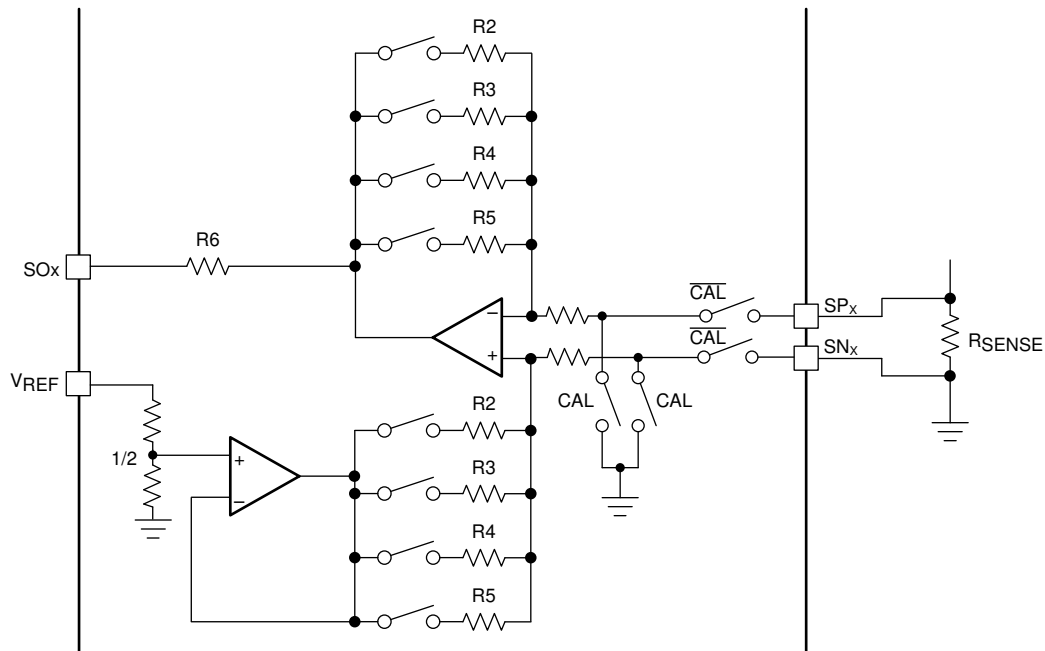 R2
R3
R4
R5
R6
SOx
CAL
SPx
−
CAL
+
SNx
RSENSE
VREF
CAL
CAL
R2
1/2
+
−
R3
R4
R5